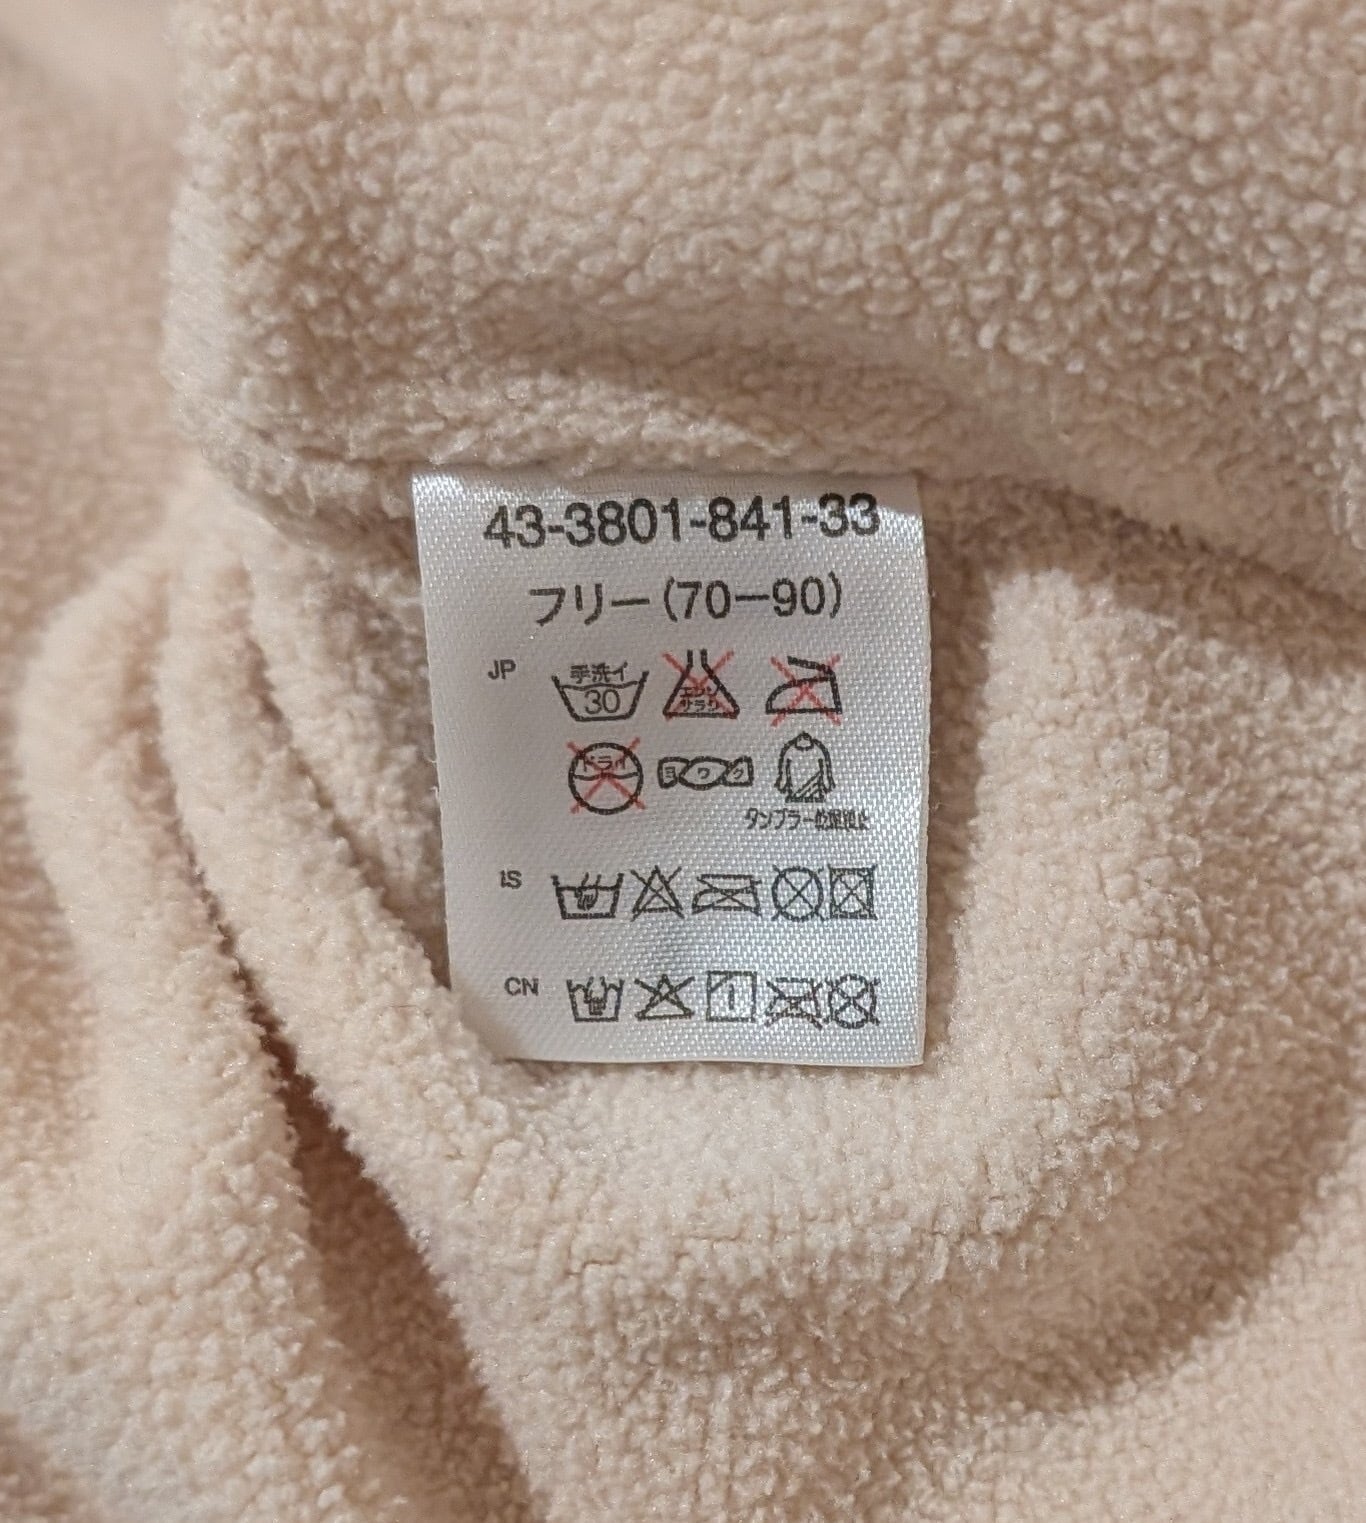 43-3801-841-33
フリー(70-90)
JP 手洗イ 30 エンソサラシ
ドライ ヨワク
タンブラー乾燥禁止
IS
CN